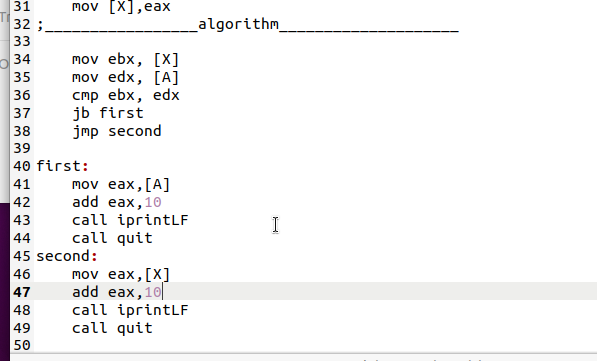 31 mov [X],eax
32 ;_________________algorithm____________________
33
34 mov ebx, [X]
35 mov edx, [A]
36 cmp ebx, edx
37 jb first
38 jmp second
39
40 first:
41 mov eax,[A]
42 add eax,10
43 call iprintLF
44 call quit
45 second:
46 mov eax,[X]
47 add eax,10
48 call iprintLF
49 call quit
50